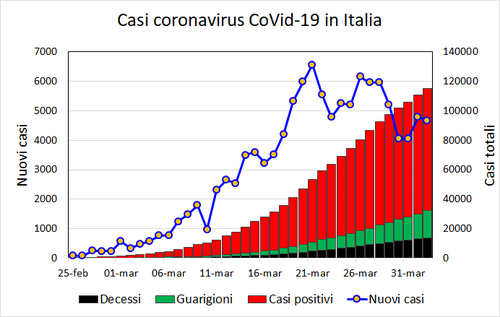 Casi coronavirus CoVid-19 in Italia
7000 140000
6000 120000
5000 100000
4000 80000
3000 60000
2000 40000
1000 20000
0 0
Nuovi casi
Casi totali
25-feb 01-mar 06-mar 11-mar 16-mar 21-mar 26-mar 31-mar
Decessi Guarigioni Casi positivi Nuovi casi